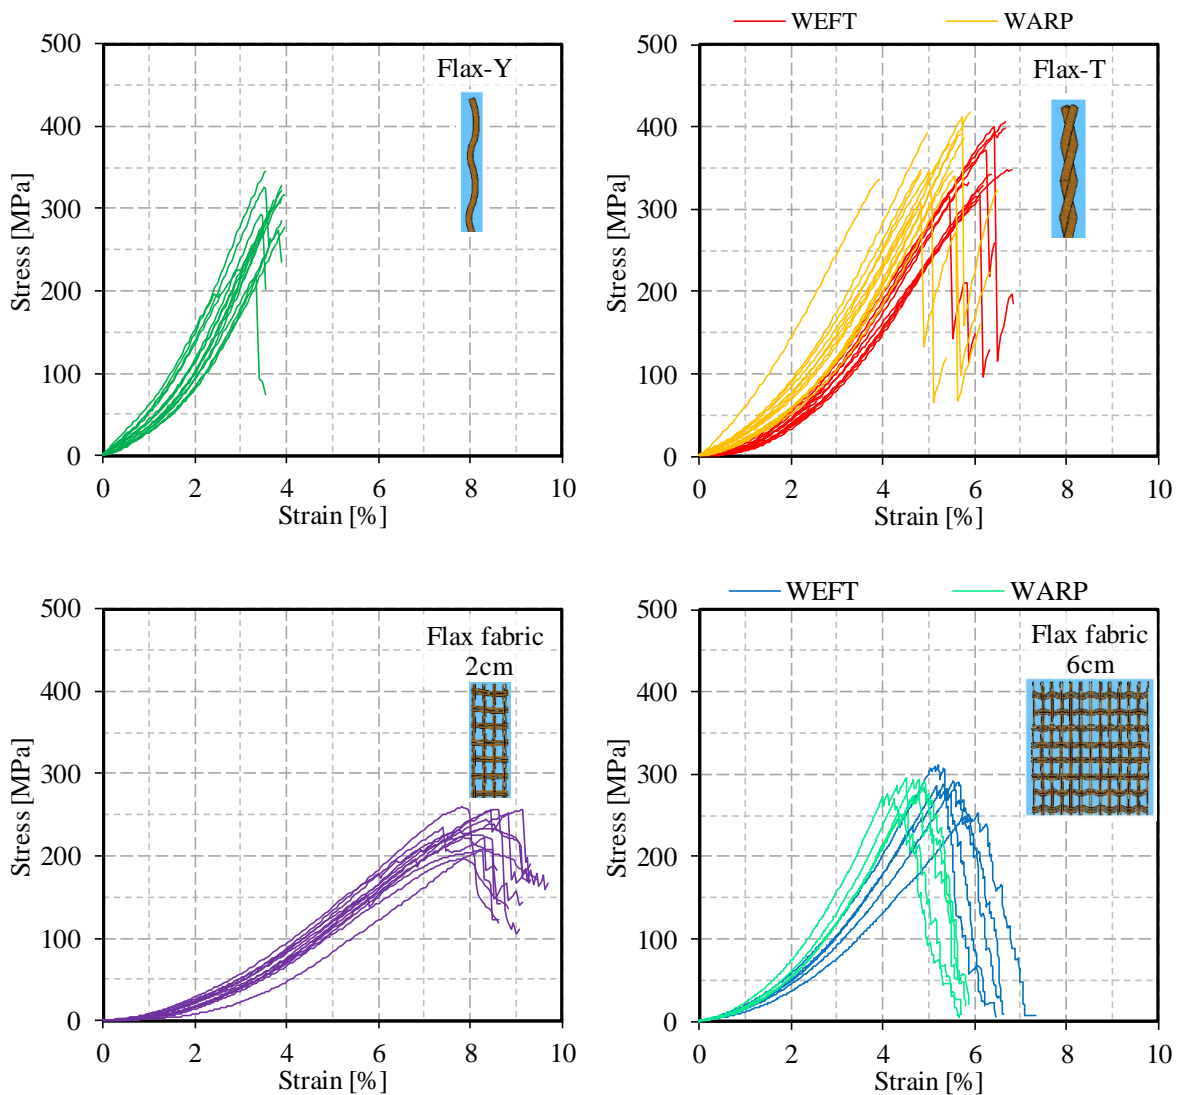 WEFT WARP
500
400
300
200
100
0
Stress [MPa]
Flax-Y
0 2 4 6 8 10
Strain [%]
500
400
300
200
100
0
Stress [MPa]
Flax-T
0 2 4 6 8 10
Strain [%]
500
400
300
200
100
0
Stress [MPa]
Flax fabric
2cm
0 2 4 6 8 10
Strain [%]
WEFT WARP
500
400
300
200
100
0
Stress [MPa]
Flax fabric
6cm
0 2 4 6 8 10
Strain [%]